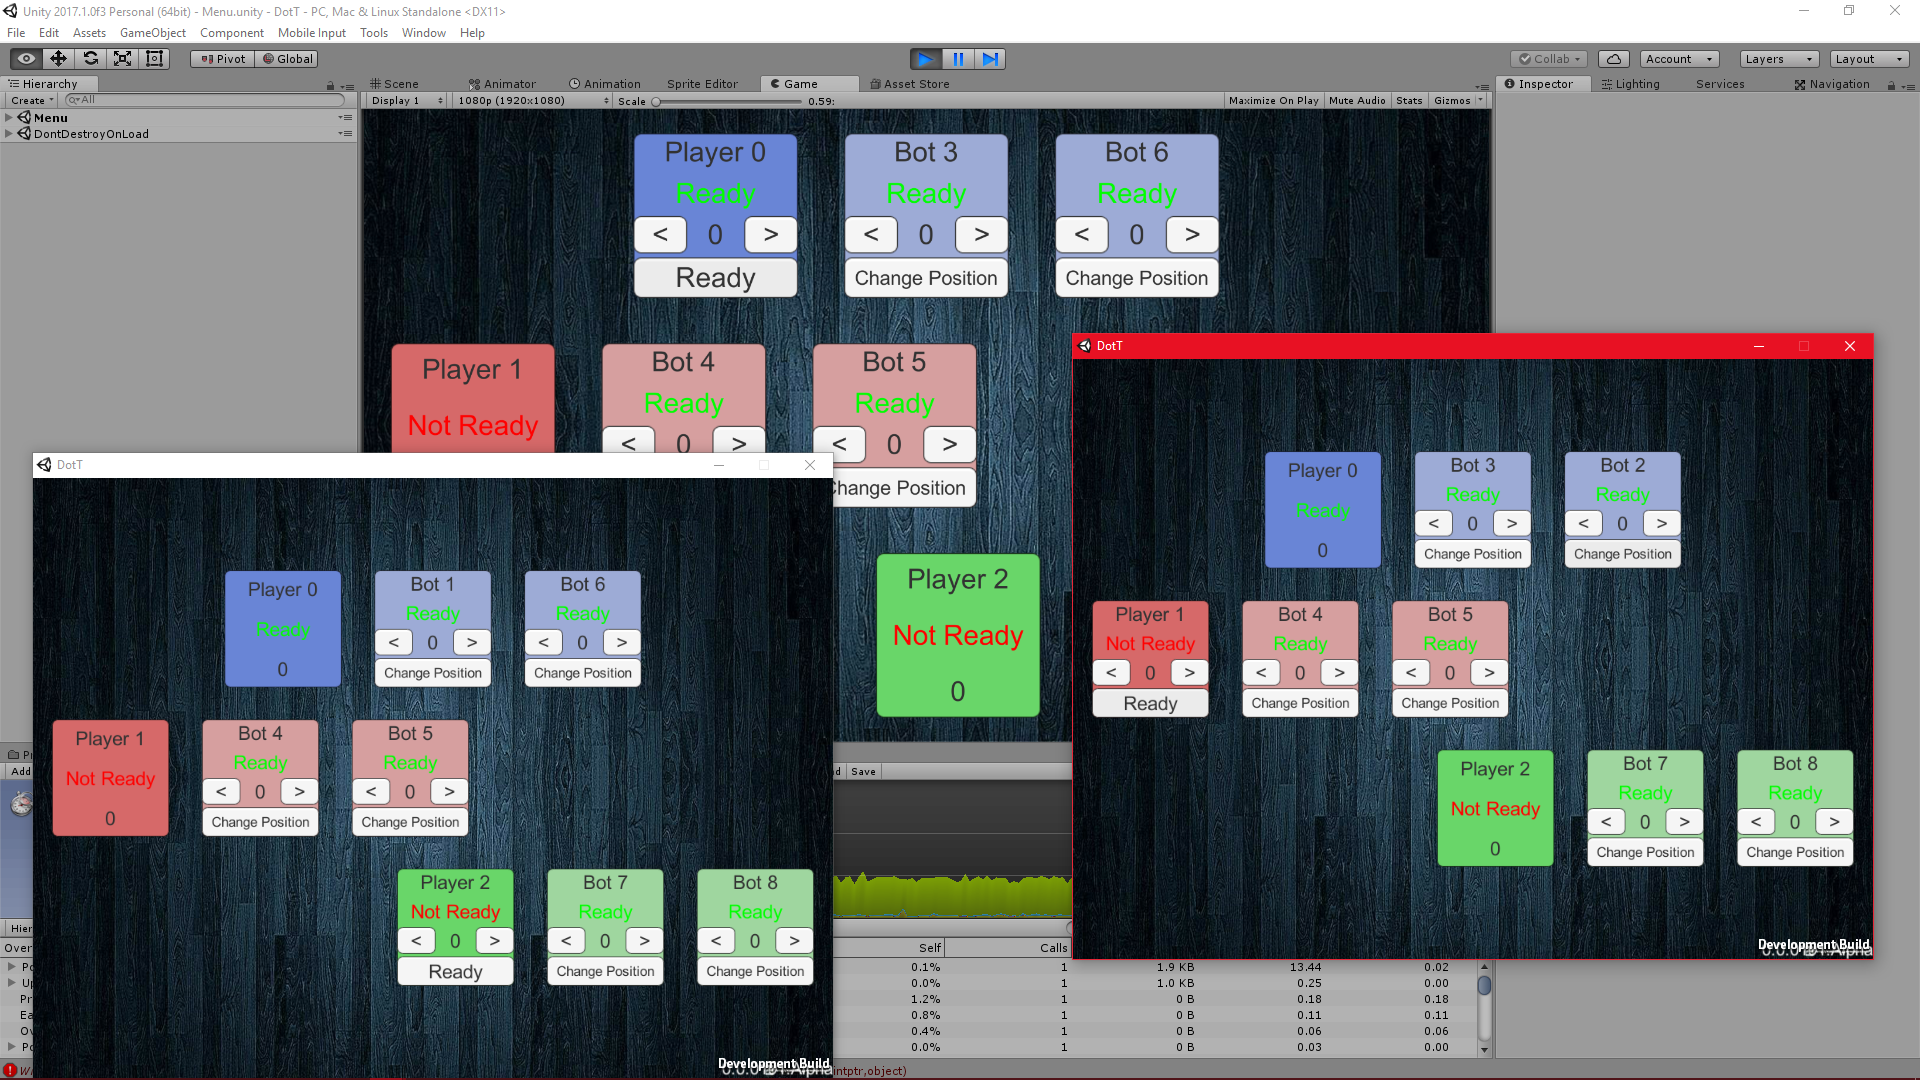 Unity 2017.1.0f3 Personal (64bit) - Menu.unity - DotT - PC, Mac & Linux Standalone <DX11>
File Edit Assets GameObject Component Mobile Input Tools Window Help
Pivot Global Collab Account Layers Layout
Hierarchy Scene Animator Animation Sprite Editor Game Asset Store Inspector Lighting Services Navigation
Create All Display 1 1080p (1920x1080) Scale 0.59: Maximize On Play Mute Audio Stats Gizmos
Menu
DontDestroyOnLoad
Player 0 Bot 3 Bot 6
Ready Ready Ready
< 0 > < 0 > < 0 >
Ready Change Position Change Position
Player 1 Bot 4 Bot 5
Ready Ready
Not Ready
< 0 > < 0 >
Change Position
Player 2
Not Ready
0
DotT
Player 0 Bot 1 Bot 6
Ready Ready Ready
< 0 > < 0 >
0 Change Position Change Position
Player 1 Bot 4 Bot 5
Not Ready Ready Ready
< 0 > < 0 >
0 Change Position Change Position
Player 2 Bot 7 Bot 8
Not Ready Ready Ready
< 0 > < 0 > < 0 >
Ready Change Position Change Position
Development Build
DotT
Player 0 Bot 3 Bot 2
Ready Ready Ready
< 0 > < 0 >
0 Change Position Change Position
Player 1 Bot 4 Bot 5
Not Ready Ready Ready
< 0 > < 0 > < 0 >
Ready Change Position Change Position
Player 2 Bot 7 Bot 8
Not Ready Ready Ready
< 0 > < 0 >
0 Change Position Change Position
Development Build
Add Save
Hier
Over Self Calls
0.1% 1 1.9 KB 13.44 0.02
0.0% 1 1.0 KB 0.25 0.00
1.2% 1 0 B 0.18 0.18
0.8% 1 0 B 0.11 0.11
0.4% 1 0 B 0.06 0.06
0.0% 1 0 B 0.03 0.00
intptr,object)